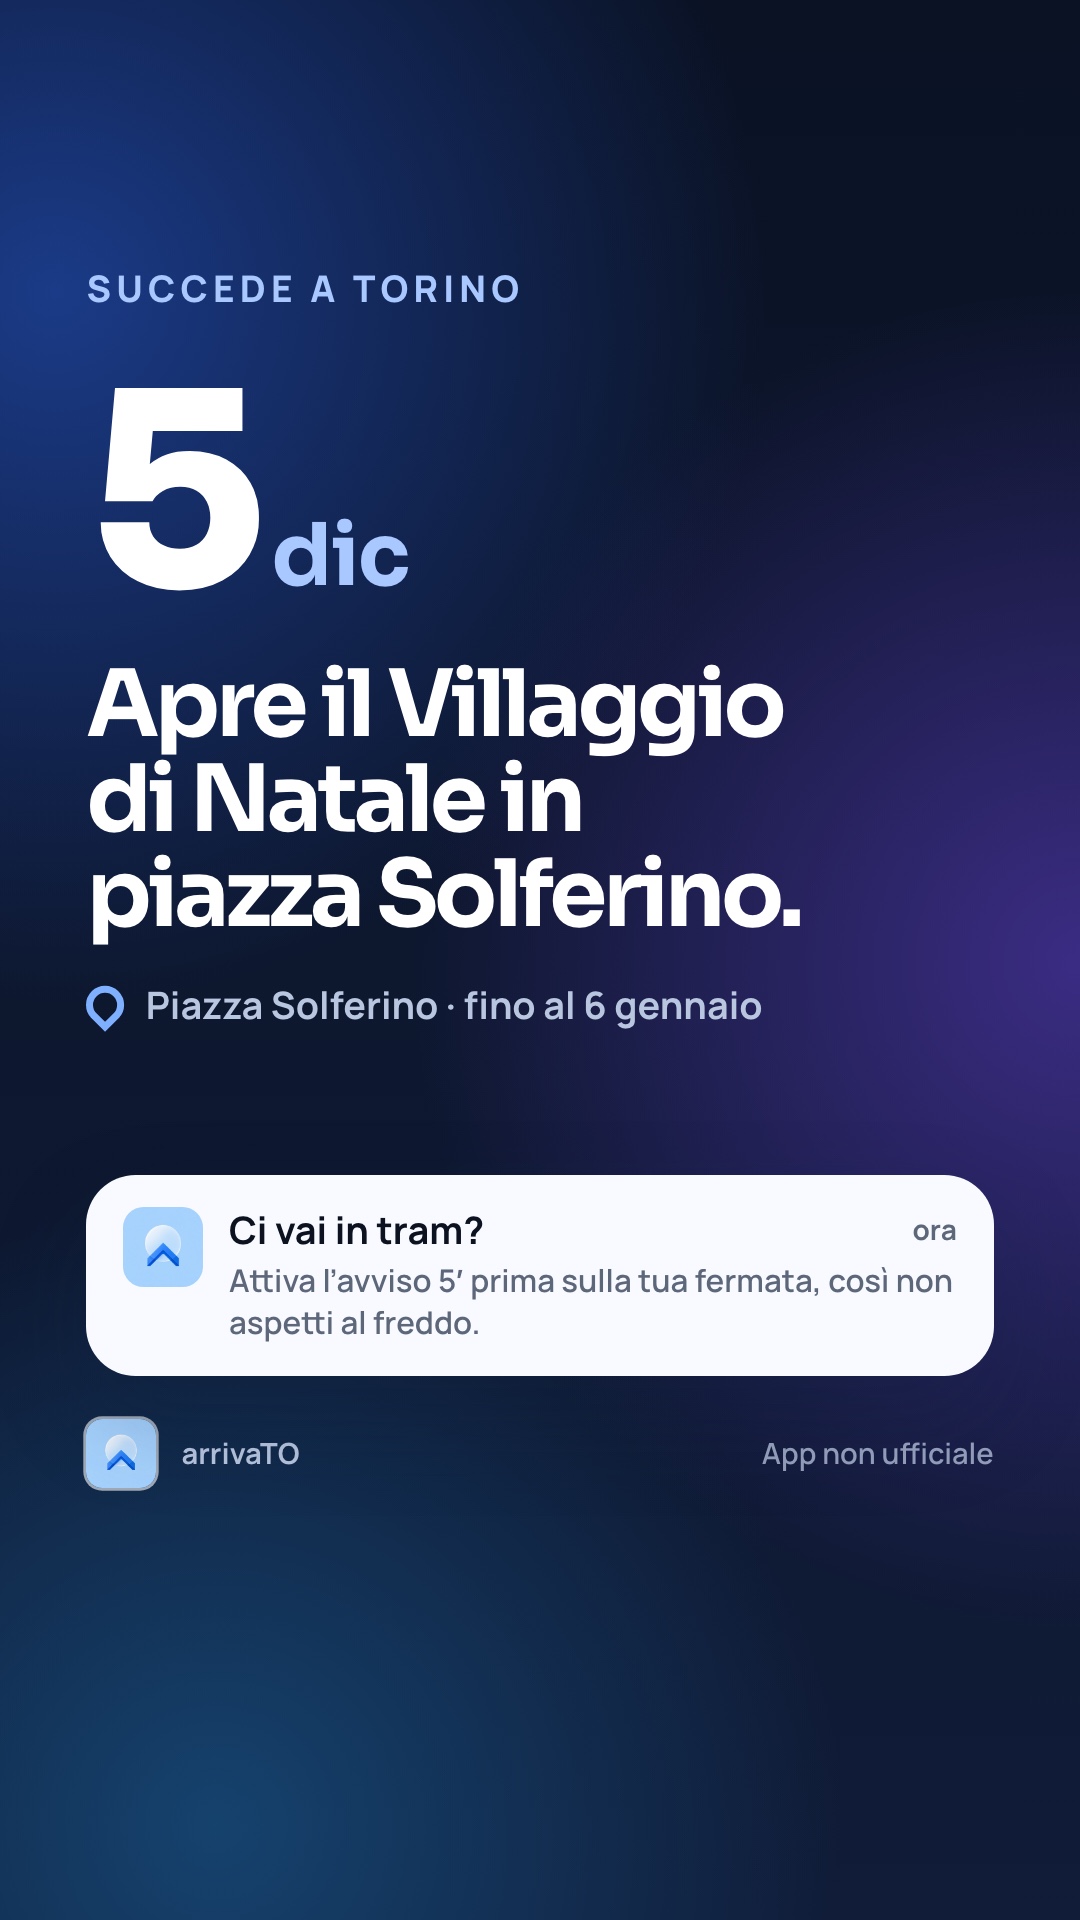 SUCCEDE A TORINO
5 dic
Apre il Villaggio
di Natale in
piazza Solferino.
Piazza Solferino · fino al 6 gennaio
Ci vai in tram?
ora
Attiva l’avviso 5′ prima sulla tua fermata, così non
aspetti al freddo.
arrivaTO
App non ufficiale